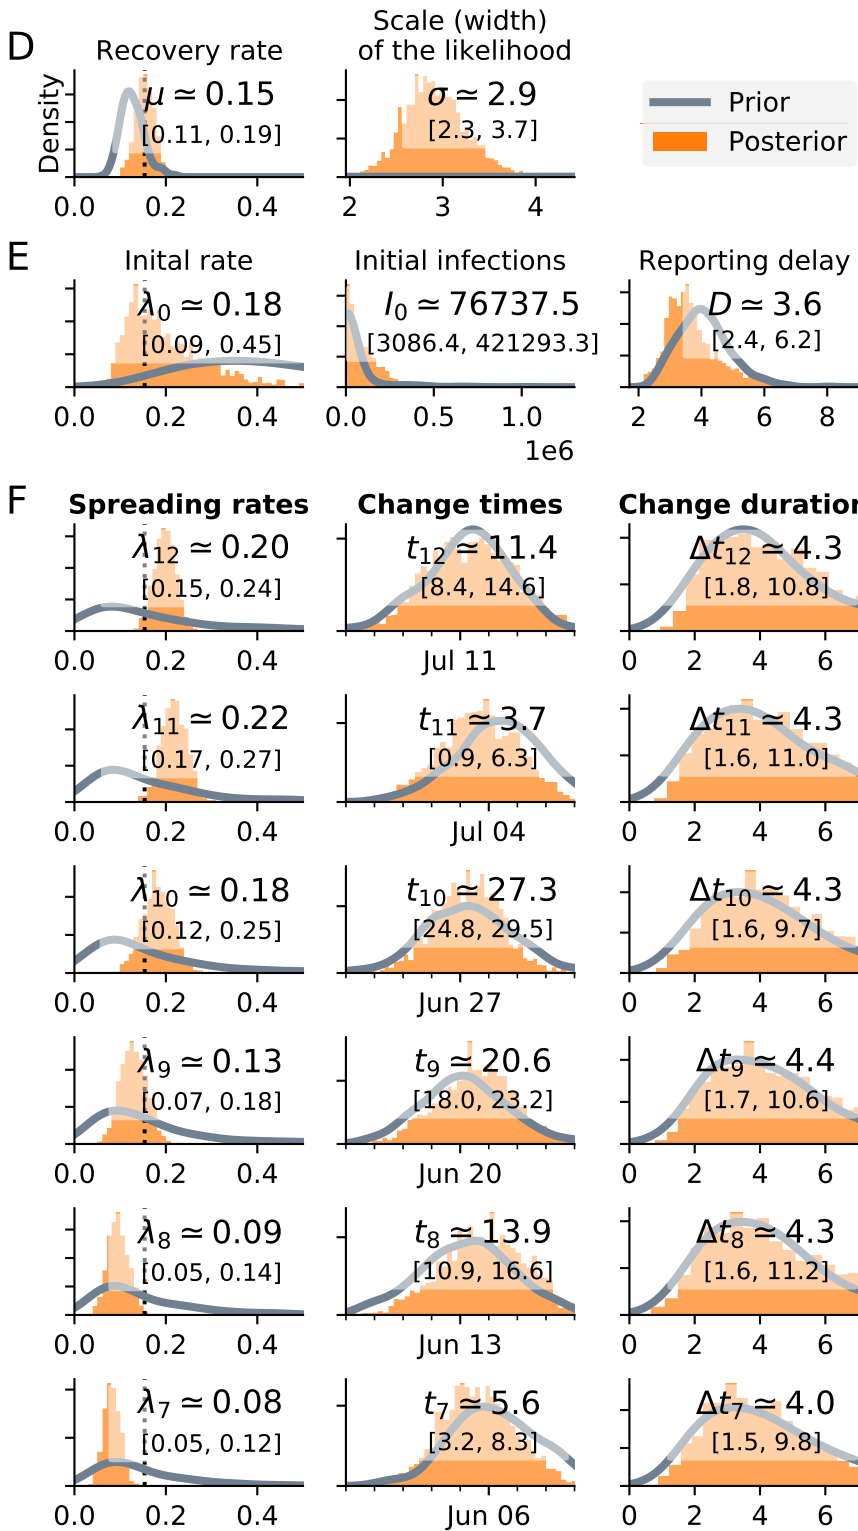 D
Recovery rate
Scale (width)
of the likelihood
Density
μ ≃ 0.15
[0.11, 0.19]
0.0 0.2 0.4
σ ≃ 2.9
[2.3, 3.7]
2 3 4
Prior
Posterior
E
Inital rate
λ0 ≃ 0.18
[0.09, 0.45]
0.0 0.2 0.4
Initial infections
I0 ≃ 76737.5
[3086.4, 421293.3]
0.0 0.5 1.0
1e6
Reporting delay
D ≃ 3.6
[2.4, 6.2]
2 4 6 8
F
Spreading rates
Change times
Change duration
λ12 ≃ 0.20
[0.15, 0.24]
0.0 0.2 0.4
t12 ≃ 11.4
[8.4, 14.6]
Jul 11
Δt12 ≃ 4.3
[1.8, 10.8]
0 2 4 6
λ11 ≃ 0.22
[0.17, 0.27]
0.0 0.2 0.4
t11 ≃ 3.7
[0.9, 6.3]
Jul 04
Δt11 ≃ 4.3
[1.6, 11.0]
0 2 4 6
λ10 ≃ 0.18
[0.12, 0.25]
0.0 0.2 0.4
t10 ≃ 27.3
[24.8, 29.5]
Jun 27
Δt10 ≃ 4.3
[1.6, 9.7]
0 2 4 6
λ9 ≃ 0.13
[0.07, 0.18]
0.0 0.2 0.4
t9 ≃ 20.6
[18.0, 23.2]
Jun 20
Δt9 ≃ 4.4
[1.7, 10.6]
0 2 4 6
λ8 ≃ 0.09
[0.05, 0.14]
0.0 0.2 0.4
t8 ≃ 13.9
[10.9, 16.6]
Jun 13
Δt8 ≃ 4.3
[1.6, 11.2]
0 2 4 6
λ7 ≃ 0.08
[0.05, 0.12]
0.0 0.2 0.4
t7 ≃ 5.6
[3.2, 8.3]
Jun 06
Δt7 ≃ 4.0
[1.5, 9.8]
0 2 4 6